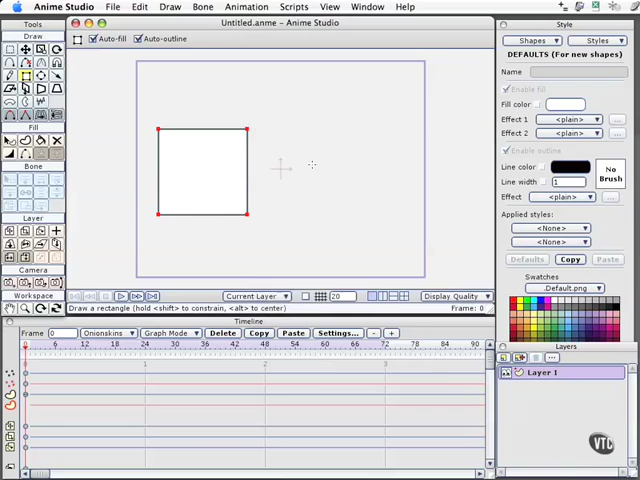 Anime Studio File Edit Draw Bone Animation Scripts View Window Help
Untitled.anme – Anime Studio
Tools
Draw
Auto-fill Auto-outline
Fill
Bone
Layer
Camera
Workspace
Current Layer 20 Display Quality
Draw a rectangle (hold <shift> to constrain, <alt> to center) Frame: 0
Style
Shapes Styles
DEFAULTS (For new shapes)
Name
Enable fill
Fill color
Effect 1 <plain> ...
Effect 2 <plain> ...
Enable outline
Line color
Line width 1
No Brush
Effect <plain> ...
Applied styles:
<None>
<None>
Defaults Copy Paste
Swatches
.Default.png
Timeline
Frame 0 Onionskins Graph Mode Delete Copy Paste Settings... - +
0 6 12 18 24 30 36 42 48 54 60 66 72 78 84 90
1 2 3
Layers
Layer 1
VTC